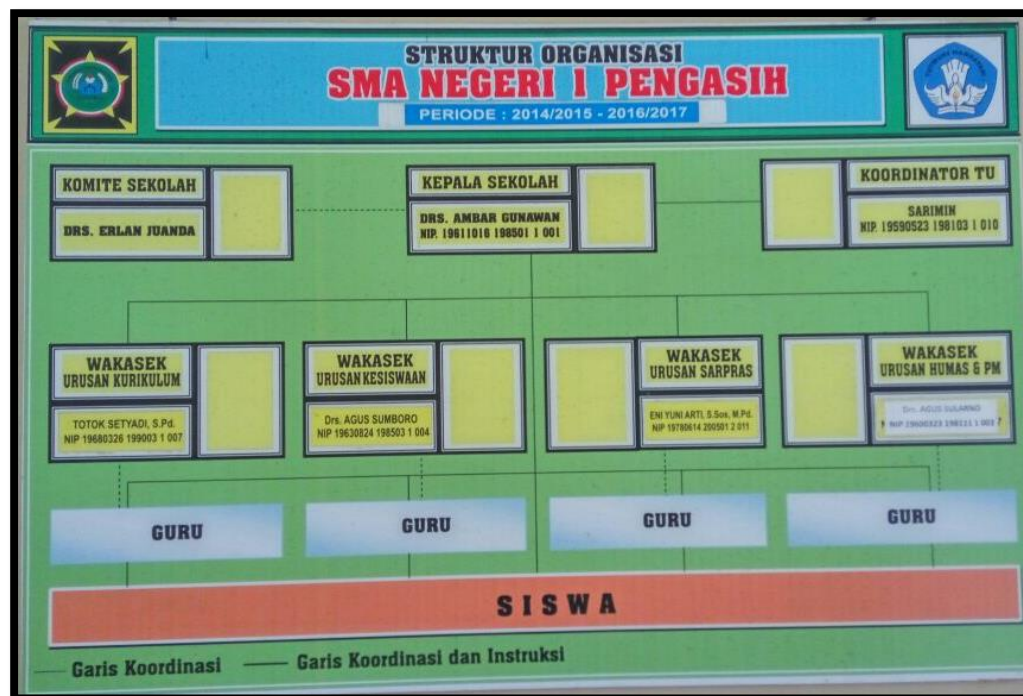 STRUKTUR ORGANISASI
SMA NEGERI 1 PENGASIH
PERIODE : 2014/2015 - 2016/2017
KOMITE SEKOLAH
DRS. ERLAN JUANDA
KEPALA SEKOLAH
DRS. AMBAR GUNAWAN
NIP. 19611016 198501 1 001
KOORDINATOR TU
SARIMIN
NIP. 19590523 198103 1 010
WAKASEK
URUSAN KURIKULUM
TOTOK SETYADI, S.Pd.
NIP 19680326 199003 1 007
WAKASEK
URUSAN KESISWAAN
Drs. AGUS SUMBORO
NIP 19630824 198503 1 004
WAKASEK
URUSAN SARPRAS
ENI YUNI ARTI, S.Sos, M.Pd.
NIP 19780614 200501 2 011
WAKASEK
URUSAN HUMAS & PM
Drs. AGUS
NIP
GURU
GURU
GURU
GURU
SISWA
Garis Koordinasi
Garis Koordinasi dan Instruksi